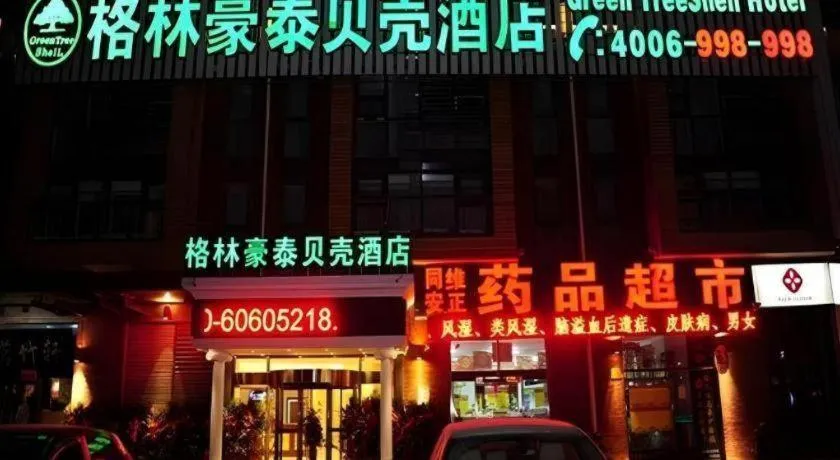 格林豪泰贝壳酒店
Green TreeShell Hotel
4006-998-998
GreenTree
Shell
格林豪泰贝壳酒店
同维
安正
药品超市
0-60605218.
风湿、类风湿、脑溢血后遗症、皮肤病、男女